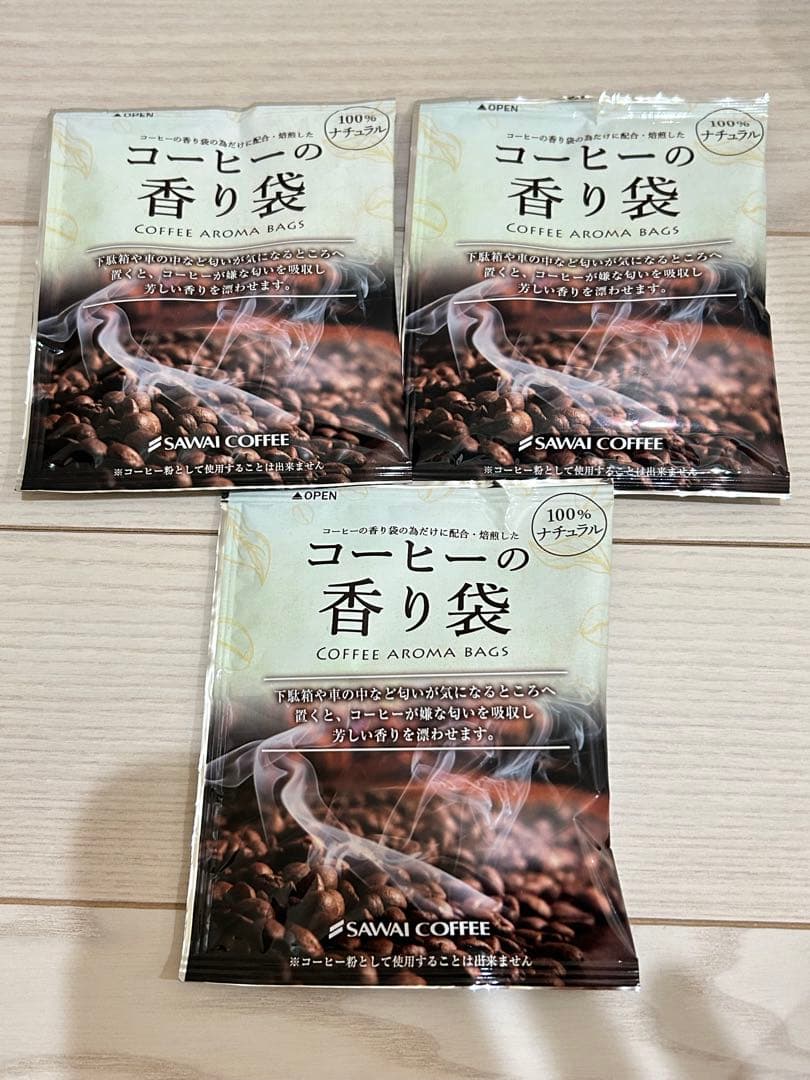 ▲OPEN
100%
ナチュラル
コーヒーの香り袋の為だけに配合・焙煎した
コーヒーの
香り袋
COFFEE AROMA BAGS
下駄箱や車の中など匂いが気になるところへ
置くと、コーヒーが嫌な匂いを吸収し
芳しい香りを漂わせます。
SAWAI COFFEE
※コーヒー粉として使用することは出来ません
▲OPEN
100%
ナチュラル
コーヒーの香り袋の為だけに配合・焙煎した
コーヒーの
香り袋
COFFEE AROMA BAGS
下駄箱や車の中など匂いが気になるところへ
置くと、コーヒーが嫌な匂いを吸収し
芳しい香りを漂わせます。
SAWAI COFFEE
※コーヒー粉として使用することは出来ません
▲OPEN
100%
ナチュラル
コーヒーの香り袋の為だけに配合・焙煎した
コーヒーの
香り袋
COFFEE AROMA BAGS
下駄箱や車の中など匂いが気になるところへ
置くと、コーヒーが嫌な匂いを吸収し
芳しい香りを漂わせます。
SAWAI COFFEE
※コーヒー粉として使用することは出来ません